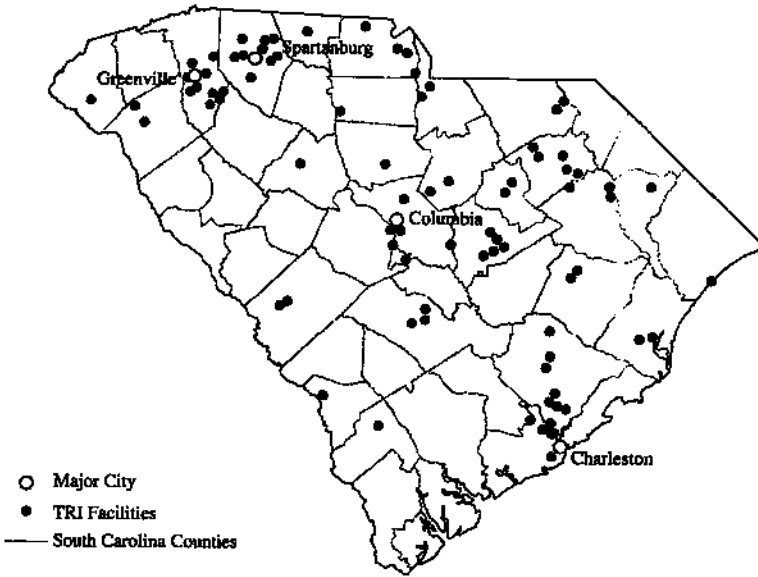 Spartanburg
Greenville
Columbia
Charleston
Major City
TRI Facilities
South Carolina Counties